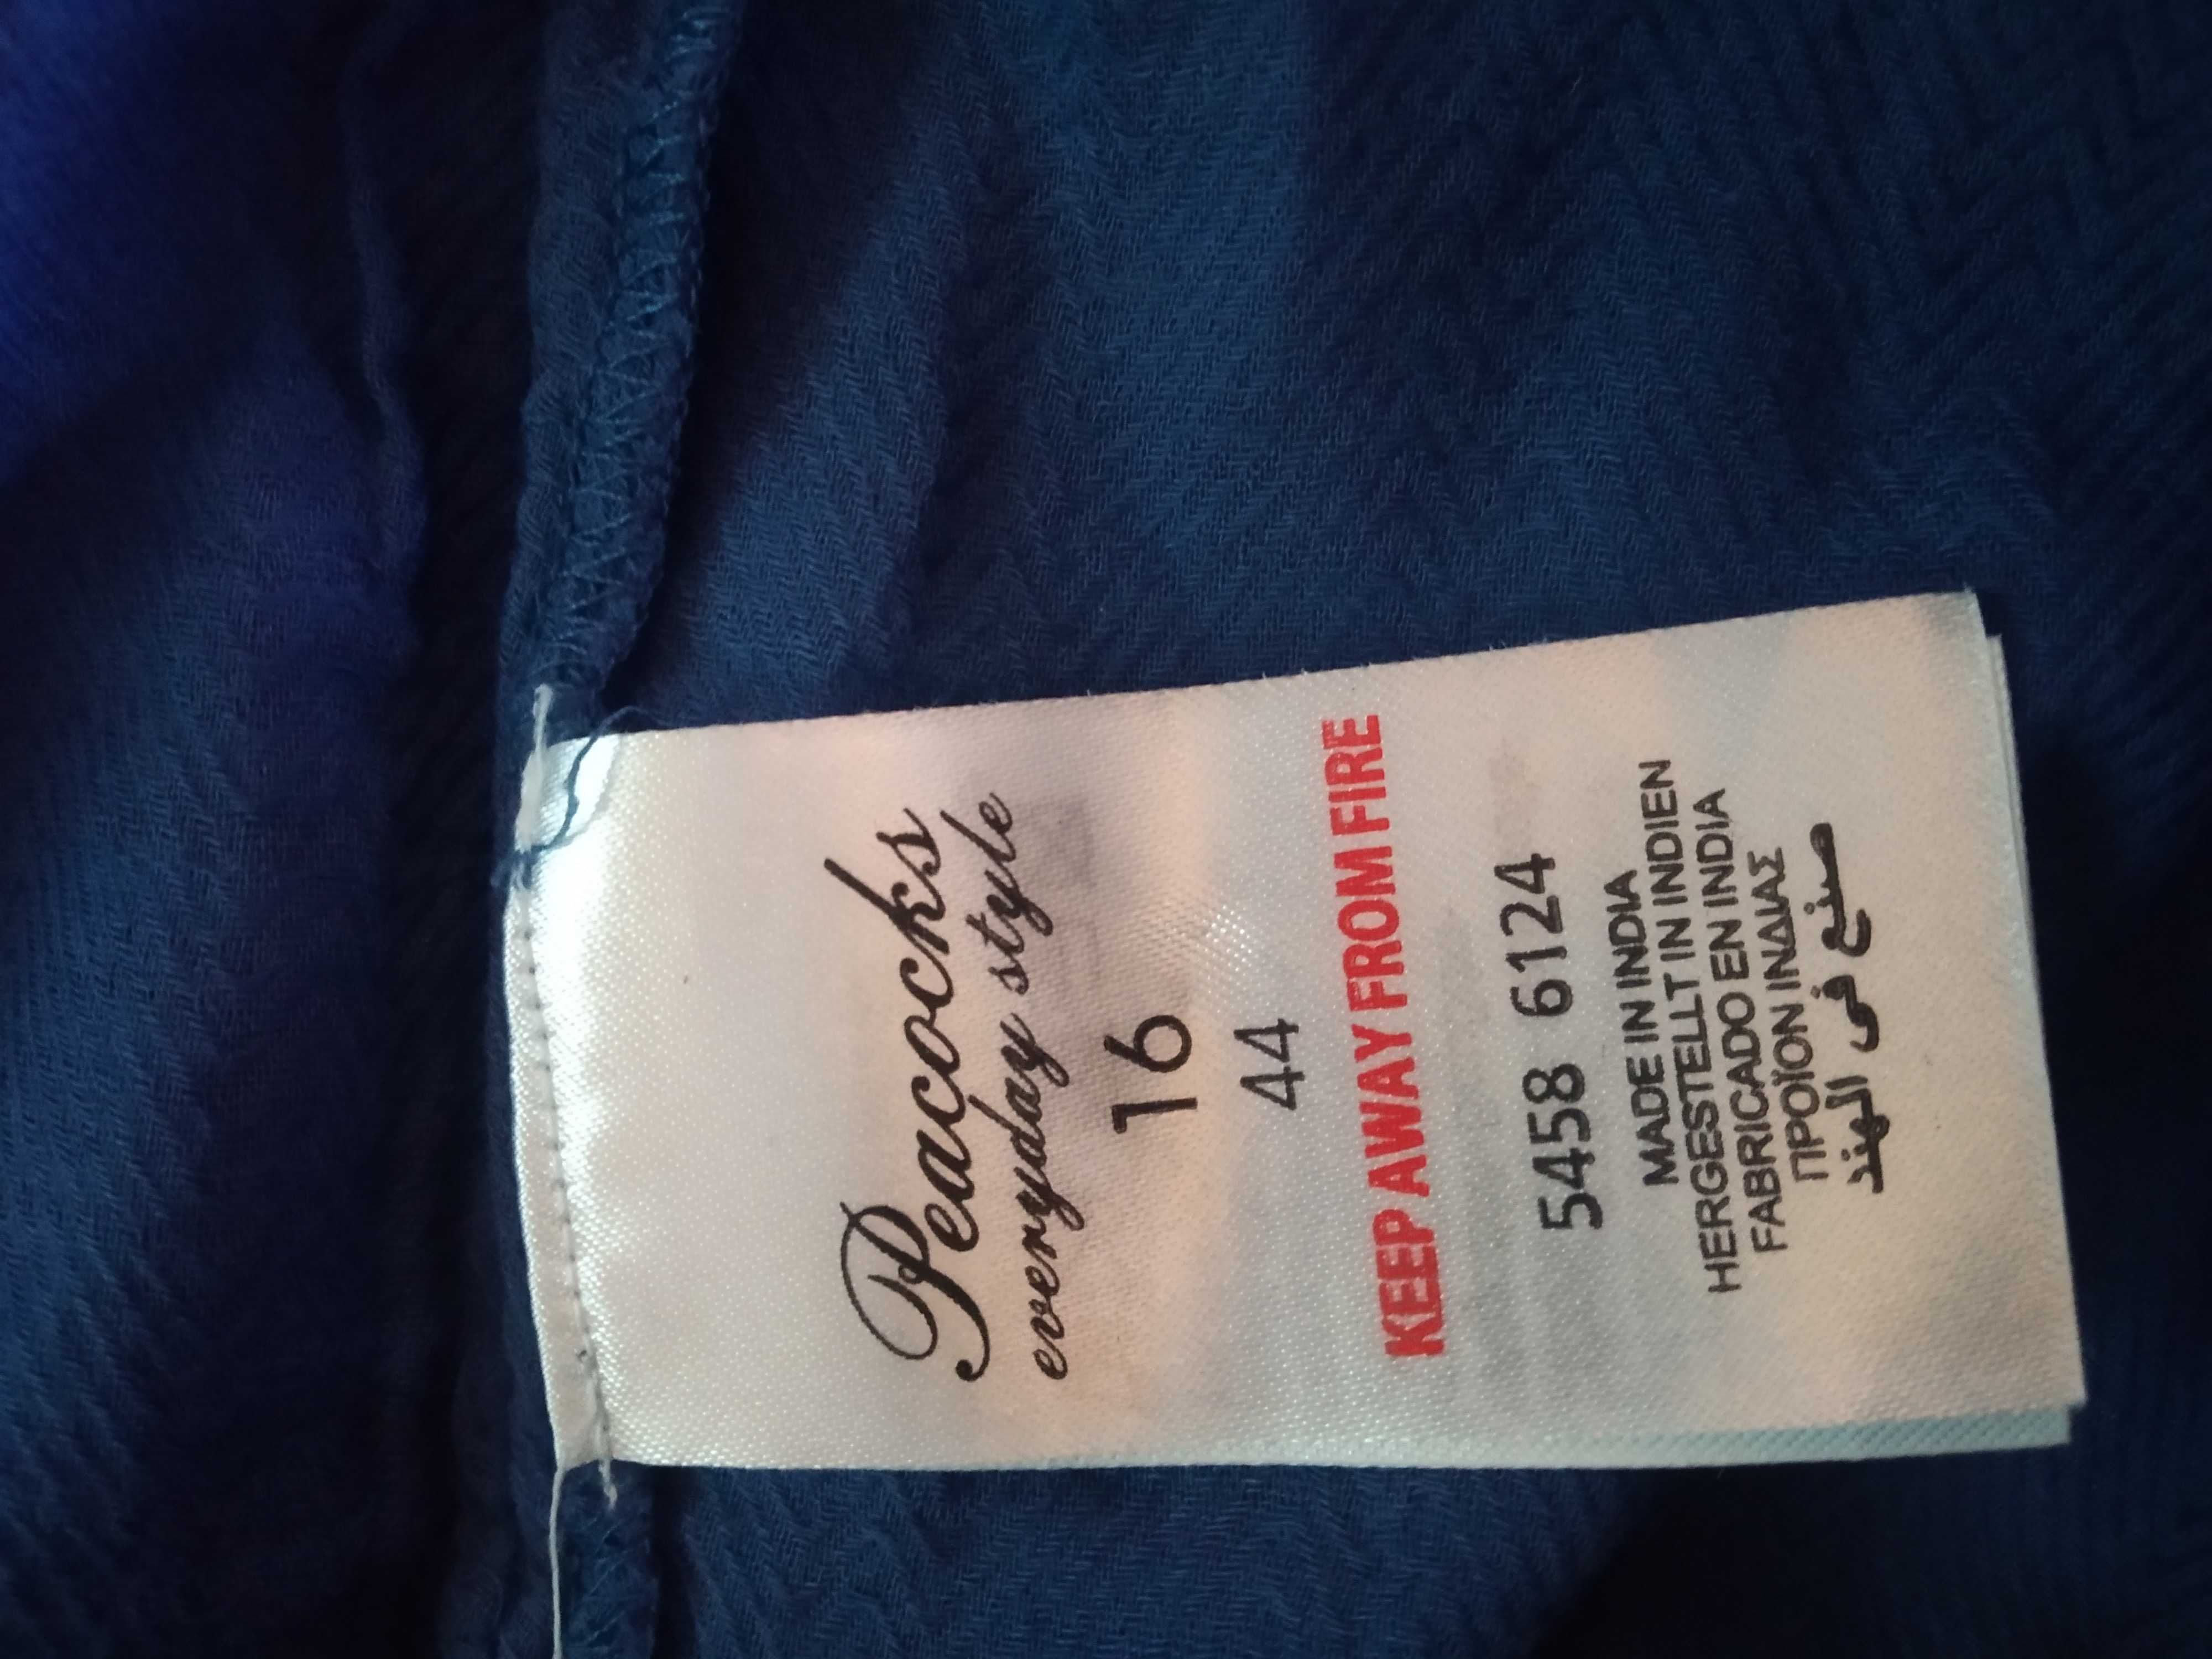 Peacocks
everyday style
16
44
KEEP AWAY FROM FIRE
5458 6124
MADE IN INDIA
HERGESTELLT IN INDIEN
FABRICADO EN INDIA
ΠΡΟΪΟΝ ΙΝΔΙΑΣ
صنع في الهند